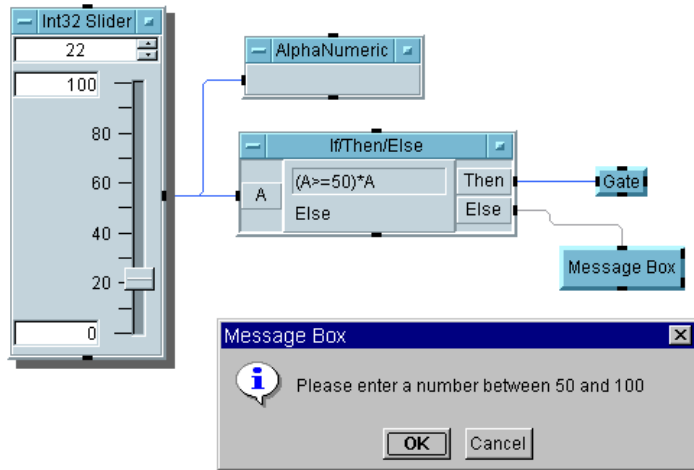 Int32 Slider
22
100
80
60
40
20
0
AlphaNumeric
If/Then/Else
A
(A>=50)*A
Else
Then
Else
Gate
Message Box
Message Box
Please enter a number between 50 and 100
OK
Cancel